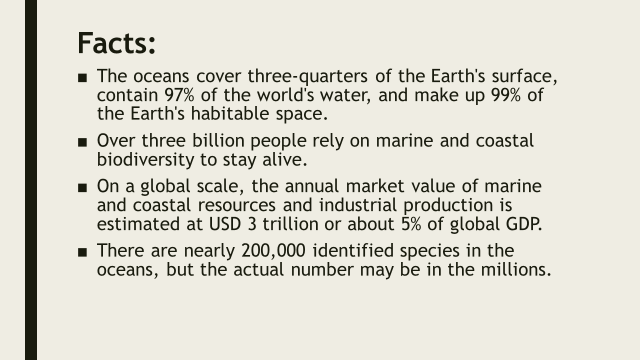 Facts:
■ The oceans cover three-quarters of the Earth's surface,
contain 97% of the world's water, and make up 99% of
the Earth's habitable space.
■ Over three billion people rely on marine and coastal
biodiversity to stay alive.
■ On a global scale, the annual market value of marine
and coastal resources and industrial production is
estimated at USD 3 trillion or about 5% of global GDP.
■ There are nearly 200,000 identified species in the
oceans, but the actual number may be in the millions.